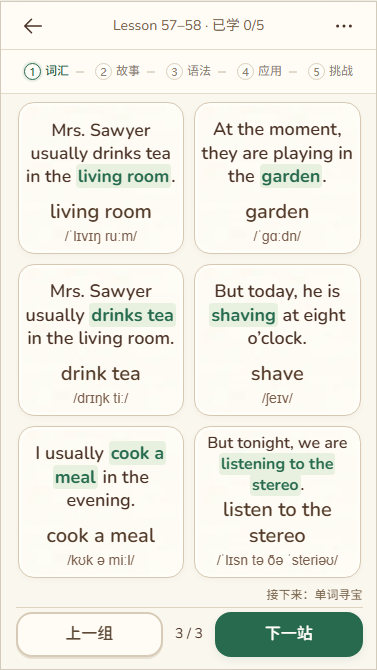 Lesson 57–58 · 已学 0/5
1 词汇 – 2 故事 – 3 语法 – 4 应用 – 5 挑战
Mrs. Sawyer
usually drinks tea
in the living room.
living room
/ˈlɪvɪŋ ruːm/
At the moment,
they are playing in
the garden.
garden
/ˈɡɑːdn/
Mrs. Sawyer
usually drinks tea
in the living room.
drink tea
/drɪŋk tiː/
But today, he is
shaving at eight
o’clock.
shave
/ʃeɪv/
I usually cook a
meal in the
evening.
cook a meal
/kʊk ə miːl/
But tonight, we are
listening to the
stereo.
listen to the
stereo
/ˈlɪsn tə ðə ˈsteriəʊ/
接下来：单词寻宝
上一组
3 / 3
下一站